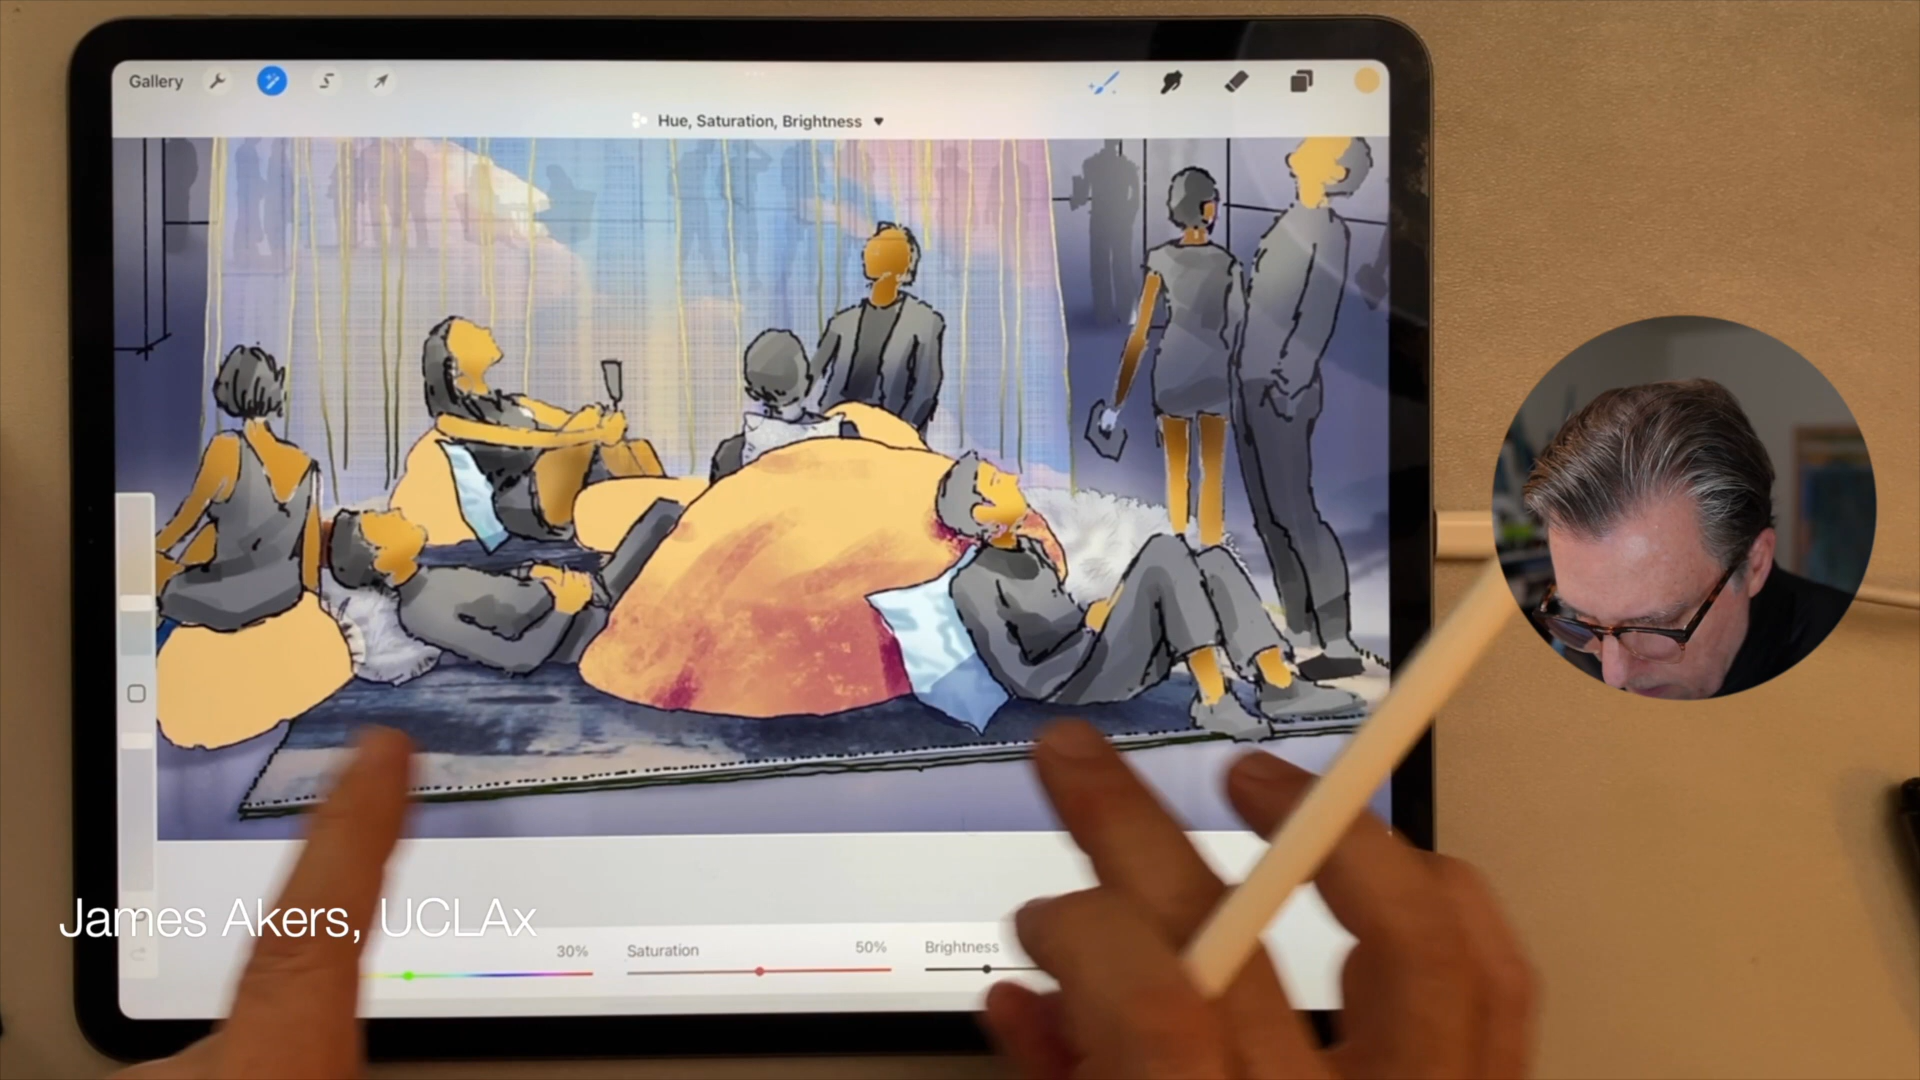 Gallery
Hue, Saturation, Brightness
James Akers, UCLAx
30%
Saturation
50%
Brightness